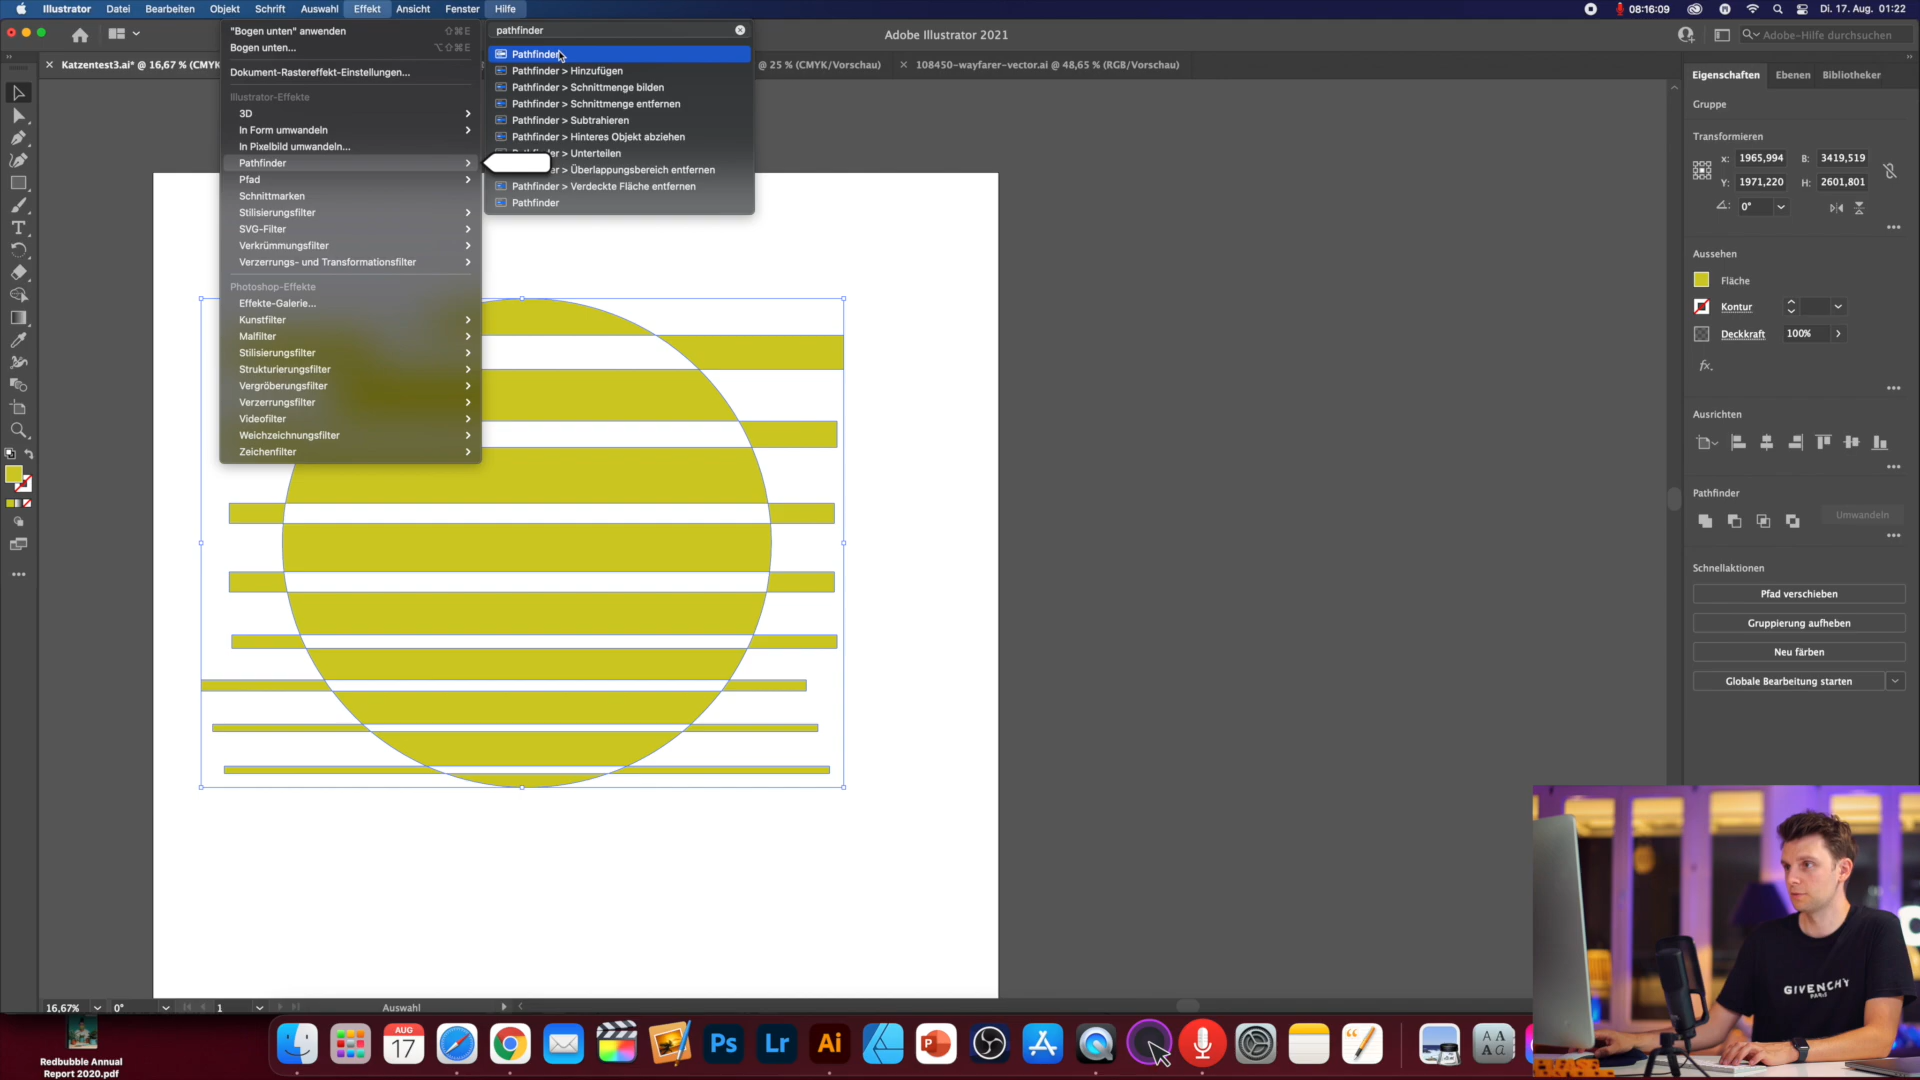 Illustrator Datei Bearbeiten Objekt Schrift Auswahl Effekt Ansicht Fenster Hilfe 08:16:09 Di. 17. Aug. 01:22
"Bogen unten" anwenden ⇧⌘E
Bogen unten... ⌥⇧⌘E
Dokument-Rastereffekt-Einstellungen...
Illustrator-Effekte
3D
In Form umwandeln
In Pixelbild umwandeln...
Pathfinder
Pfad
Schnittmarken
Stilisierungsfilter
SVG-Filter
Verkrümmungsfilter
Verzerrungs- und Transformationsfilter
Photoshop-Effekte
Effekte-Galerie...
Kunstfilter
Malfilter
Stilisierungsfilter
Strukturierungsfilter
Vergröberungsfilter
Verzerrungsfilter
Videofilter
Weichzeichnungsfilter
Zeichenfilter
pathfinder
Pathfinder
Pathfinder > Hinzufügen
Pathfinder > Schnittmenge bilden
Pathfinder > Schnittmenge entfernen
Pathfinder > Subtrahieren
Pathfinder > Hinteres Objekt abziehen
> Unterteilen
> Überlappungsbereich entfernen
Pathfinder > Verdeckte Fläche entfernen
Pathfinder
Adobe Illustrator 2021
Adobe-Hilfe durchsuchen
Katzentest3.ai* @ 16,67 % (CMYK
@ 25 % (CMYK/Vorschau)
108450-wayfarer-vector.ai @ 48,65 % (RGB/Vorschau)
Eigenschaften Ebenen Bibliotheker
Gruppe
Transformieren
X: 1965,994 B: 3419,519
Y: 1971,220 H: 2601,801
0°
Aussehen
Fläche
Kontur
Deckkraft 100%
fx.
Ausrichten
Pathfinder
Umwandeln
Schnellaktionen
Pfad verschieben
Gruppierung aufheben
Neu färben
Globale Bearbeitung starten
16,67% 0° 1 Auswahl
AUG
17
Ps
Lr
Ai
Redbubble Annual
Report 2020.pdf
GIVENCHY
PARIS